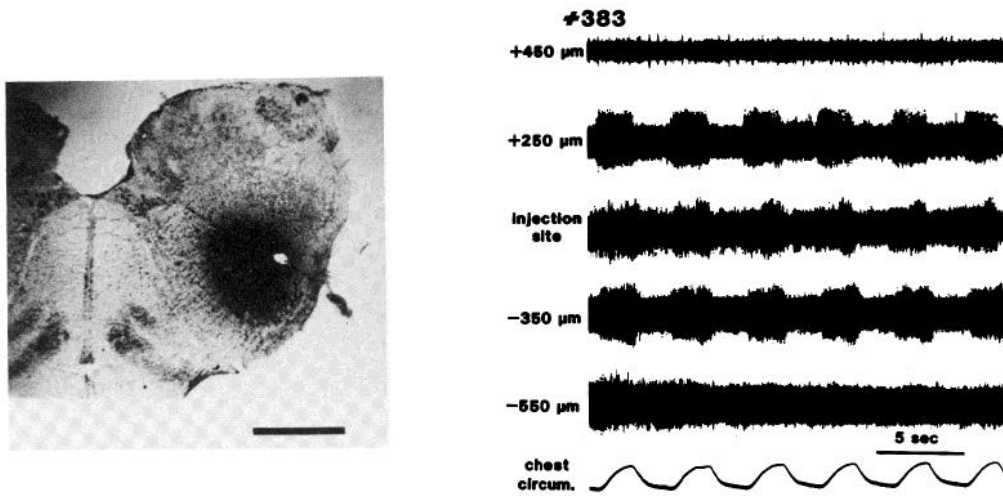 ≠383
+450 µm
+250 µm
injection
site
−350 µm
−550 µm
5 sec
chest
circum.